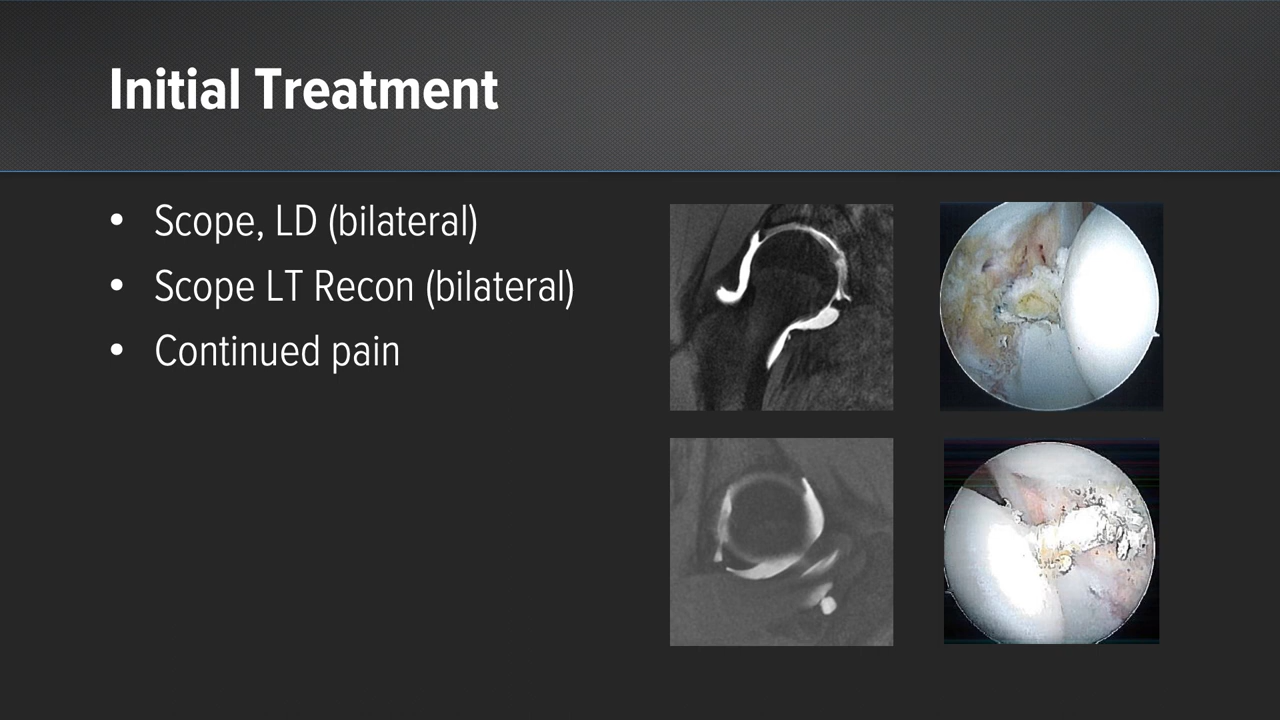 Initial Treatment
• Scope, LD (bilateral)
• Scope LT Recon (bilateral)
• Continued pain